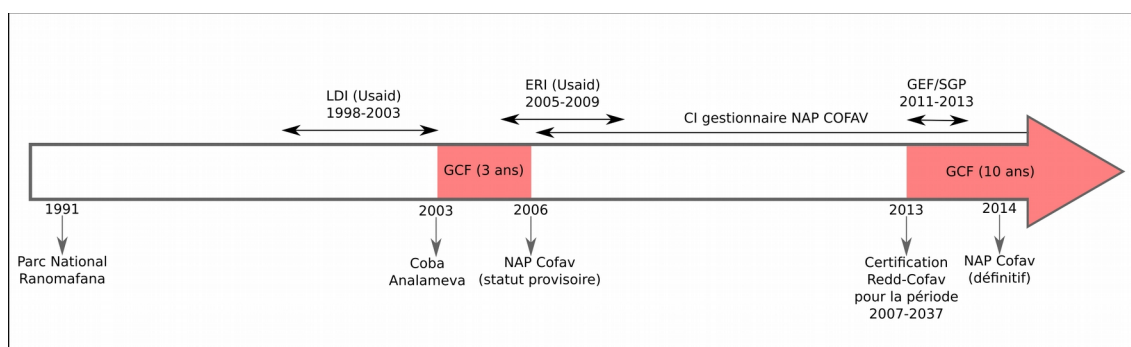 LDI (Usaid)
1998-2003
ERI (Usaid)
2005-2009
GEF/SGP
2011-2013
CI gestionnaire NAP COFAV
GCF (3 ans)
GCF (10 ans)
1991
2003
2006
2013
2014
Parc National
Ranomafana
Coba
Analameva
NAP Cofav
(statut provisoire)
Certification
Redd-Cofav
pour la période
2007-2037
NAP Cofav
(définitif)